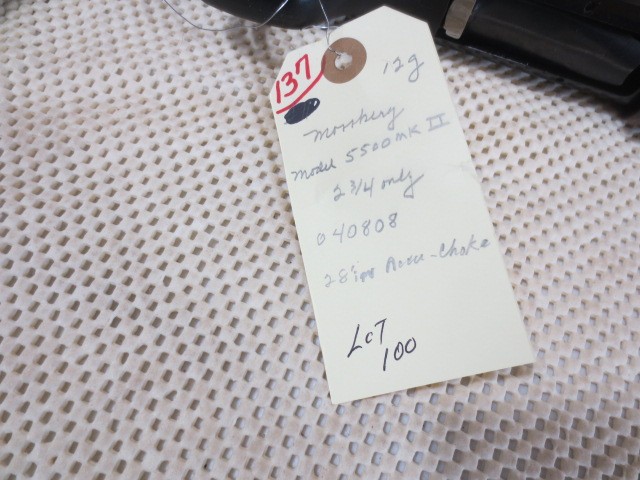 137
12g
Mossberg
Model 5500 MK II
2 3/4 only
040808
28" Accu-Choke
LOT
100